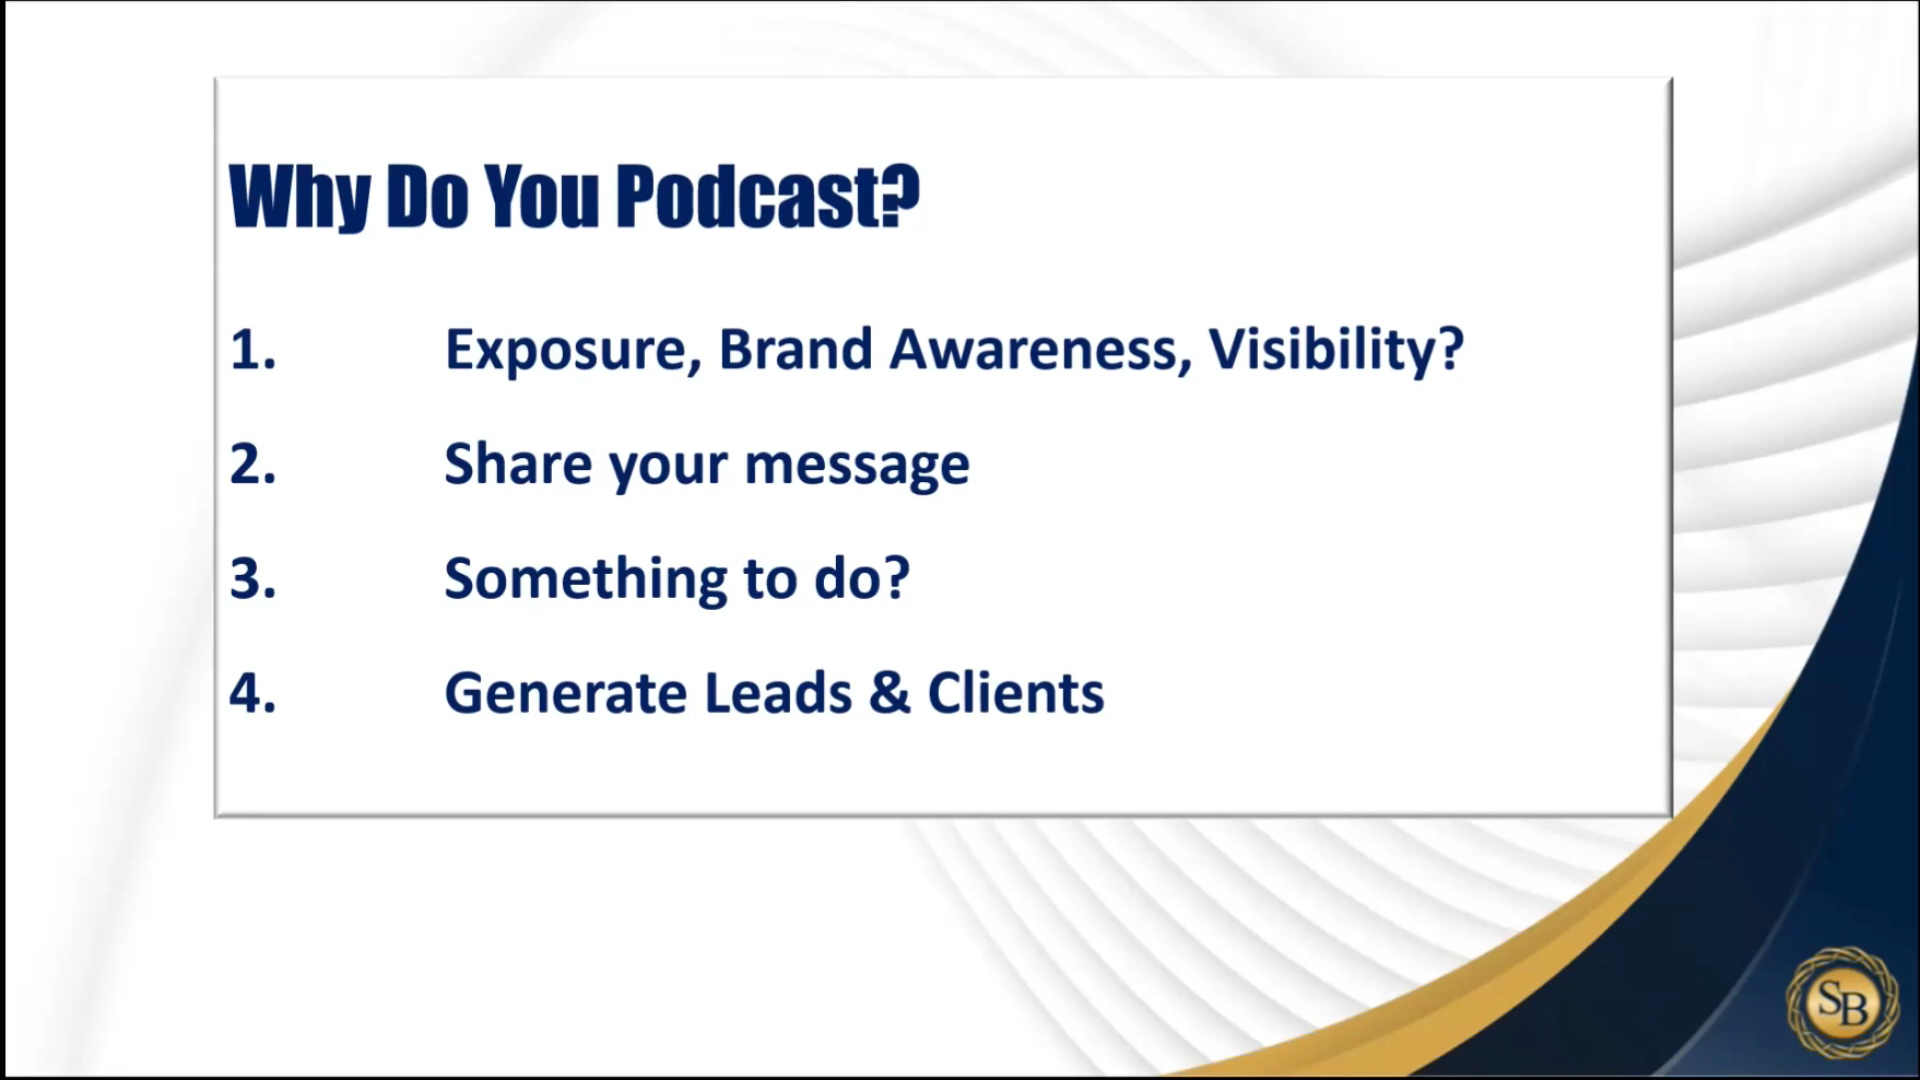 Why Do You Podcast?
1. Exposure, Brand Awareness, Visibility?
2. Share your message
3. Something to do?
4. Generate Leads & Clients
SB